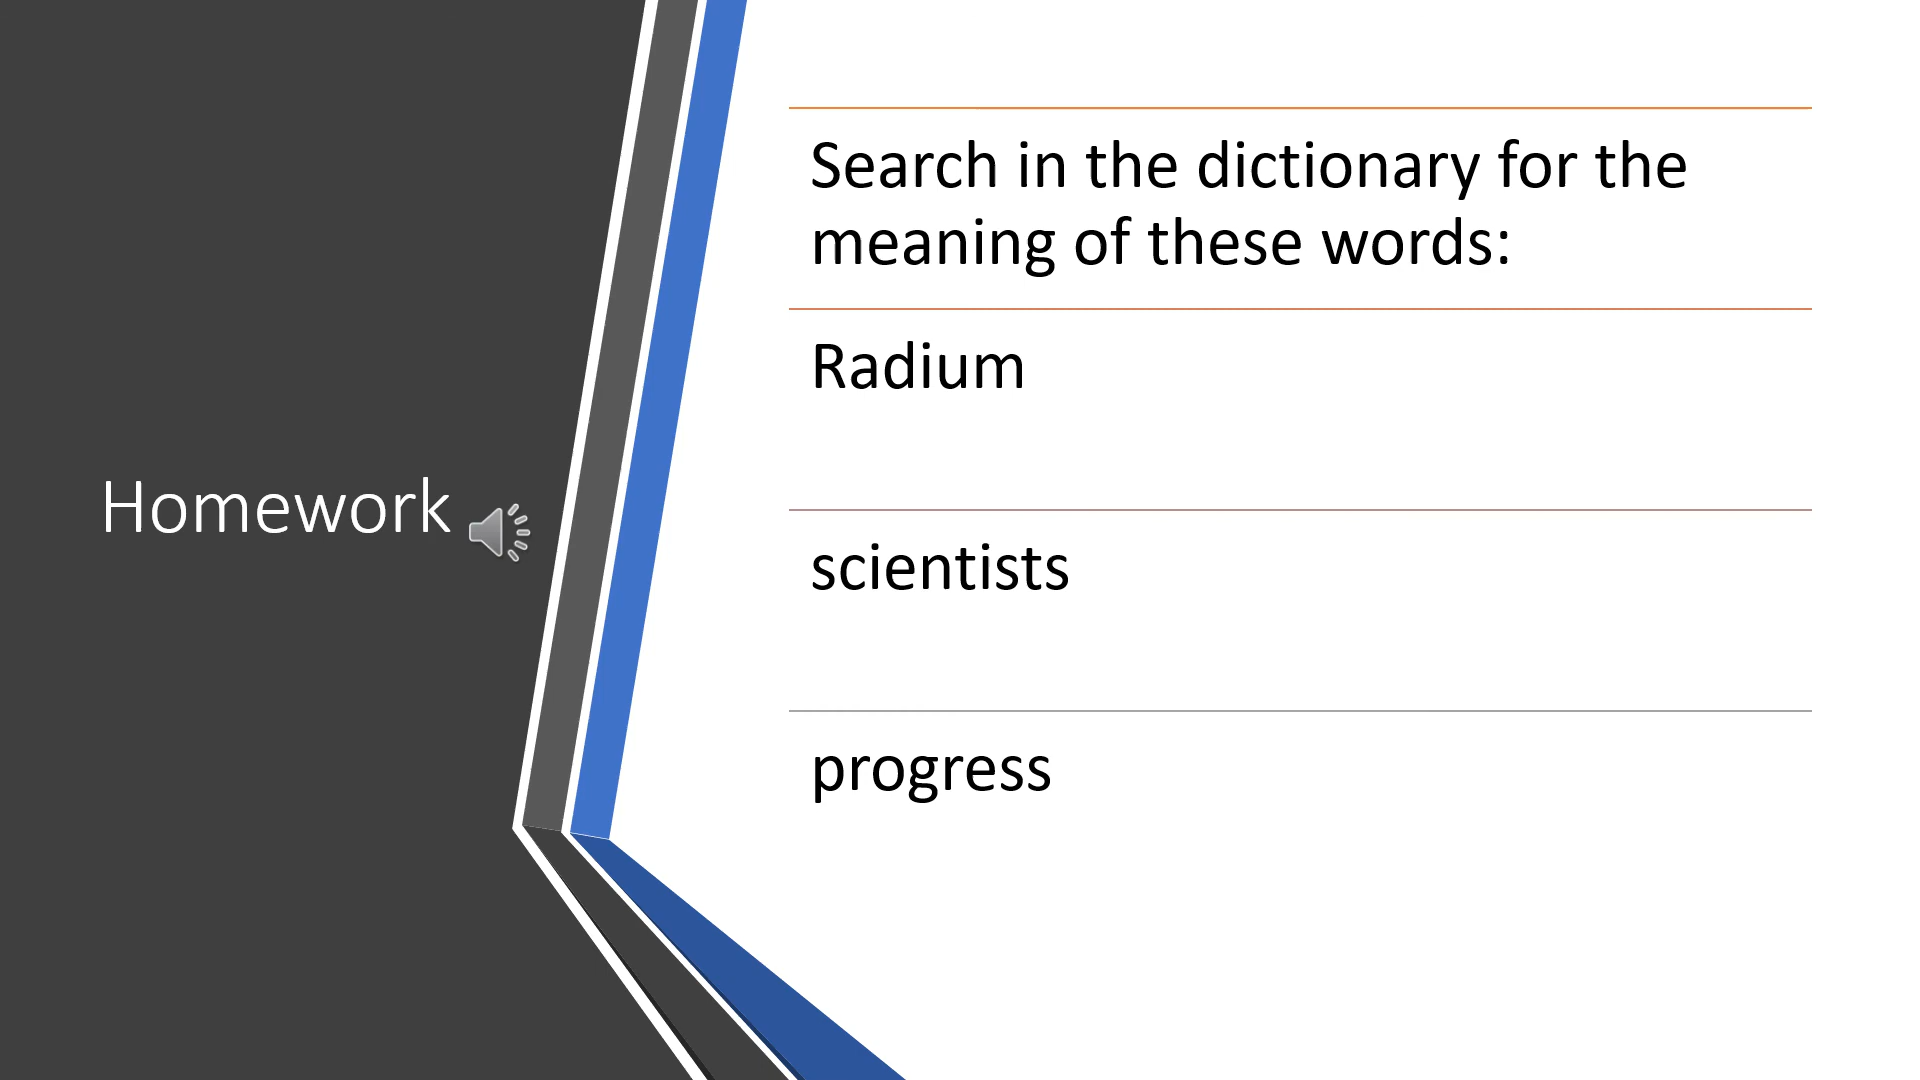 Homework
Search in the dictionary for the
meaning of these words:
Radium
scientists
progress